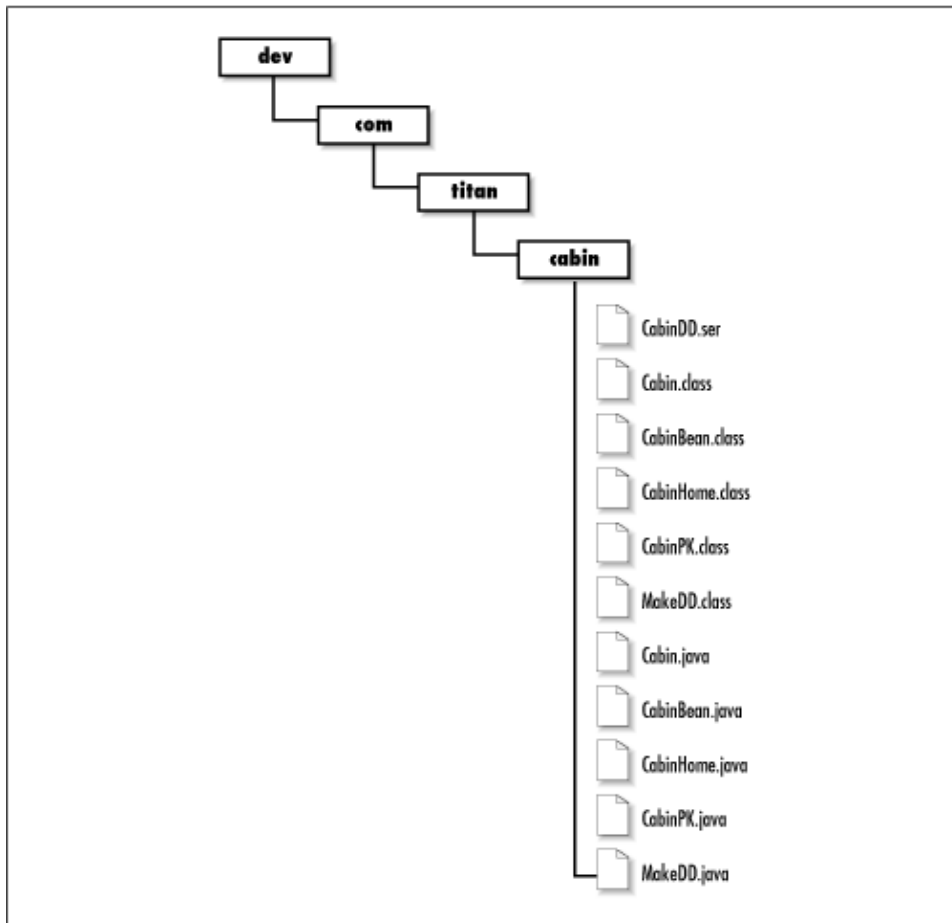 dev
com
titan
cabin
CabinDD.ser
Cabin.class
CabinBean.class
CabinHome.class
CabinPK.class
MakeDD.class
Cabin.java
CabinBean.java
CabinHome.java
CabinPK.java
MakeDD.java